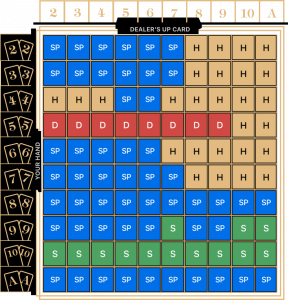 2 3 4 5 6 7 8 9 10 A
DEALER'S UP CARD
YOUR HAND
2 2 SP SP SP SP SP SP H H H H
3 3 SP SP SP SP SP SP H H H H
4 4 H H H SP SP H H H H H
5 5 D D D D D D D D H H
6 6 SP SP SP SP SP H H H H H
7 7 SP SP SP SP SP SP H H H H
8 8 SP SP SP SP SP SP SP SP SP SP
9 9 SP SP SP SP SP S SP SP S S
10 10 S S S S S S S S S S
A A SP SP SP SP SP SP SP SP SP SP